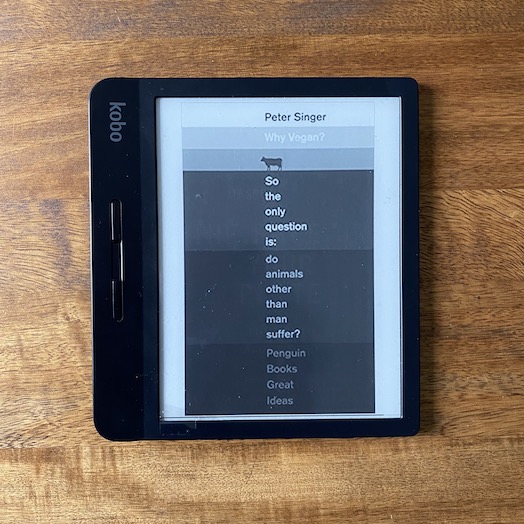 kobo
Peter Singer
Why Vegan?
So
the
only
question
is:
do
animals
other
than
man
suffer?
Penguin
Books
Great
Ideas